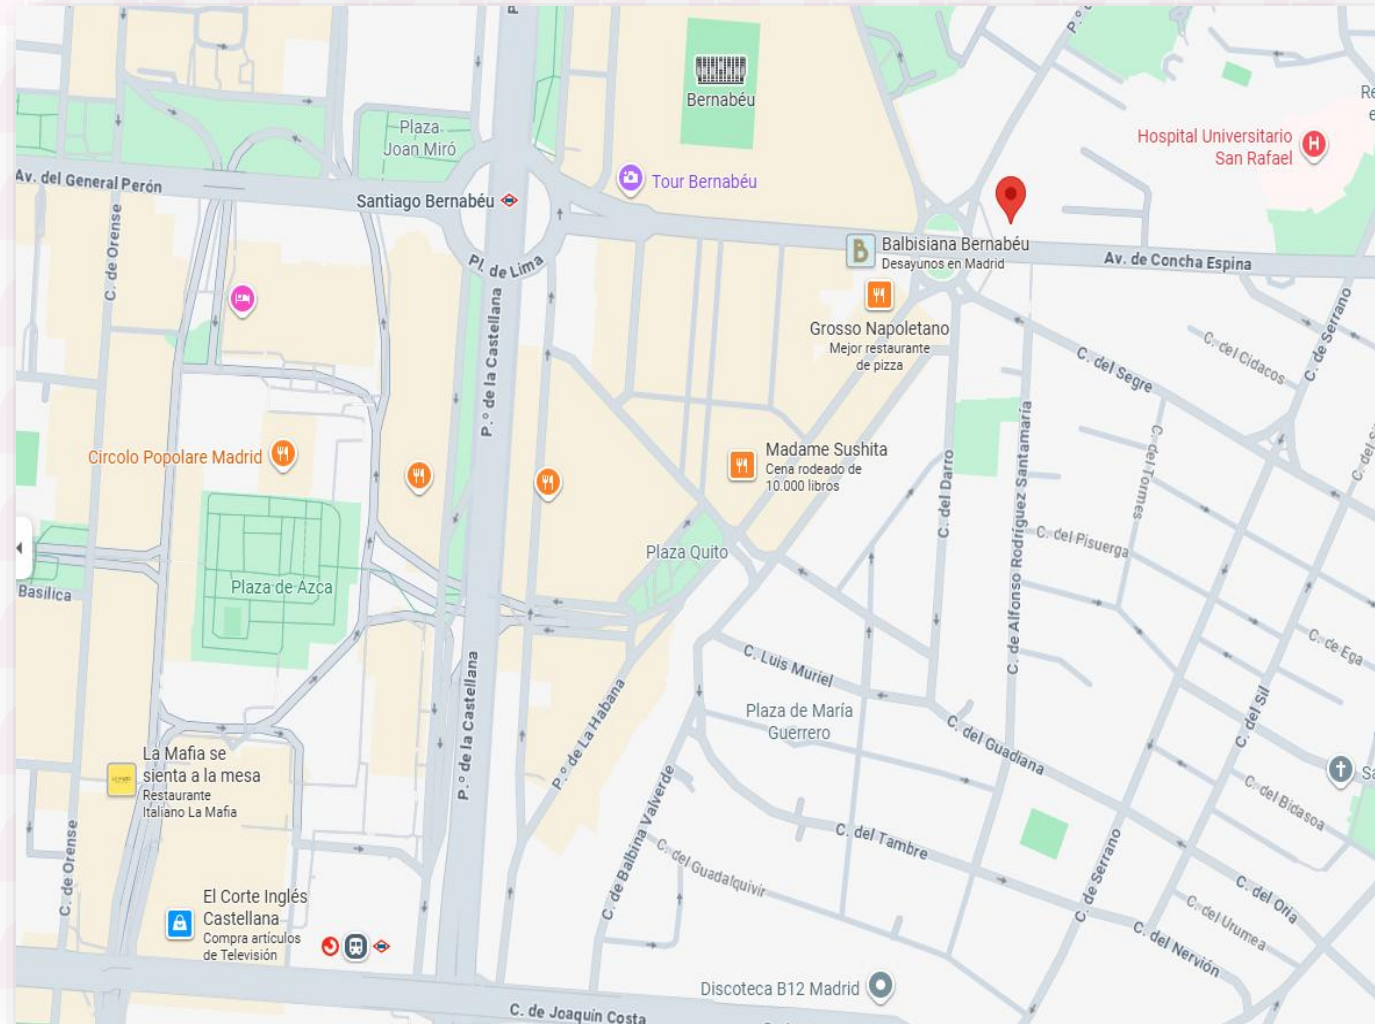 Bernabéu
Plaza
Joan Miró
Hospital Universitario
San Rafael
Av. del General Perón
Santiago Bernabéu
Tour Bernabéu
Pl. de Lima
C. de Orense
Balbisiana Bernabéu
Desayunos en Madrid
Av. de Concha Espina
P.º de la Castellana
Grosso Napoletano
Mejor restaurante
de pizza
C. del Segre
C. del Cidacos
C. de Serrano
Circolo Popolare Madrid
Madame Sushita
Cena rodeado de
10.000 libros
C. del Darro
C. de Alfonso Rodríguez Santamaría
C. del Tormes
C. del Pisuerga
Plaza Quito
Plaza de Azca
Basílica
C. de Ega
C. Luis Muriel
P.º de la Castellana
P.º de La Habana
Plaza de María
Guerrero
C. del Guadiana
C. del Sil
La Mafia se
sienta a la mesa
Restaurante
Italiano La Mafia
C. de Balbina Valverde
C. del Tambre
C. del Guadalquivir
C. del Bidasoa
C. de Serrano
C. de Orense
C. del Oria
C. del Urumea
C. del Nervión
El Corte Inglés
Castellana
Compra artículos
de Televisión
Discoteca B12 Madrid
C. de Joaquín Costa